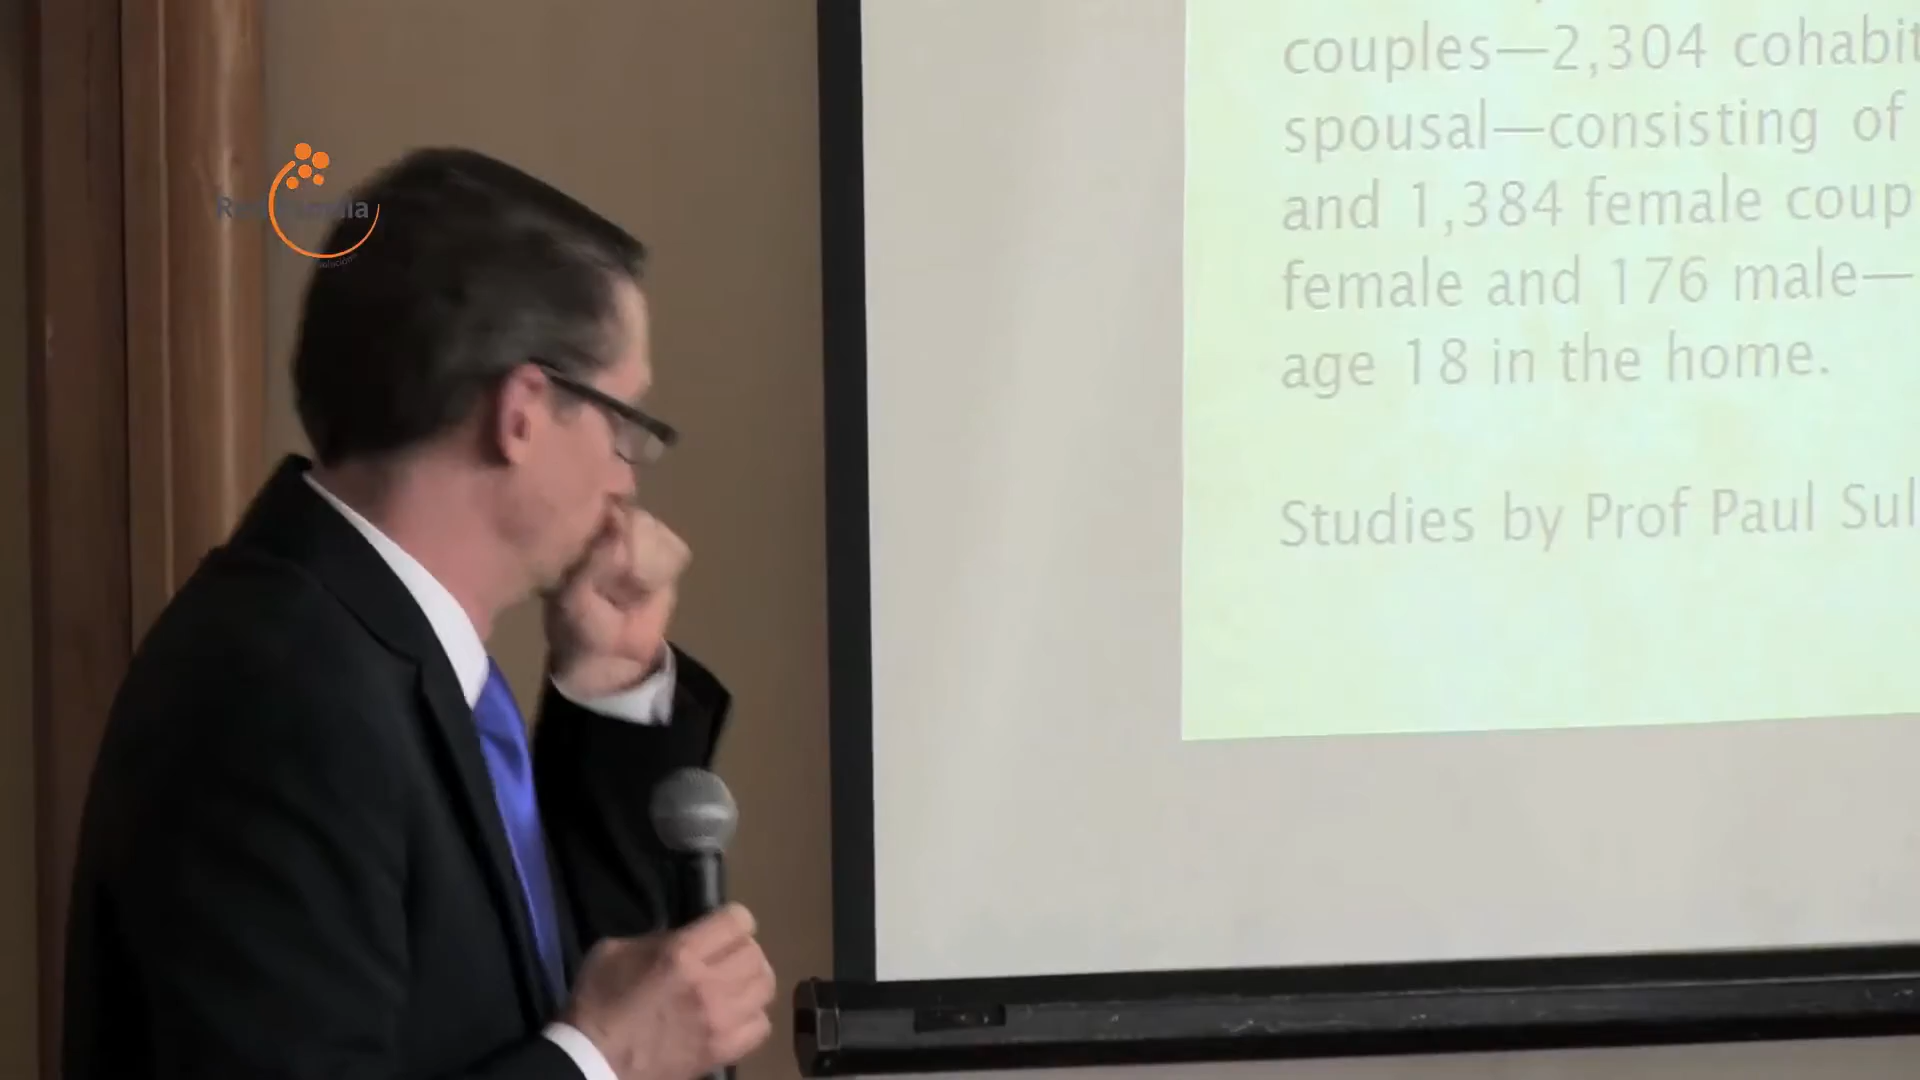 couples—2,304 cohabit
spousal—consisting of
and 1,384 female coup
female and 176 male—
age 18 in the home.
Studies by Prof Paul Sul